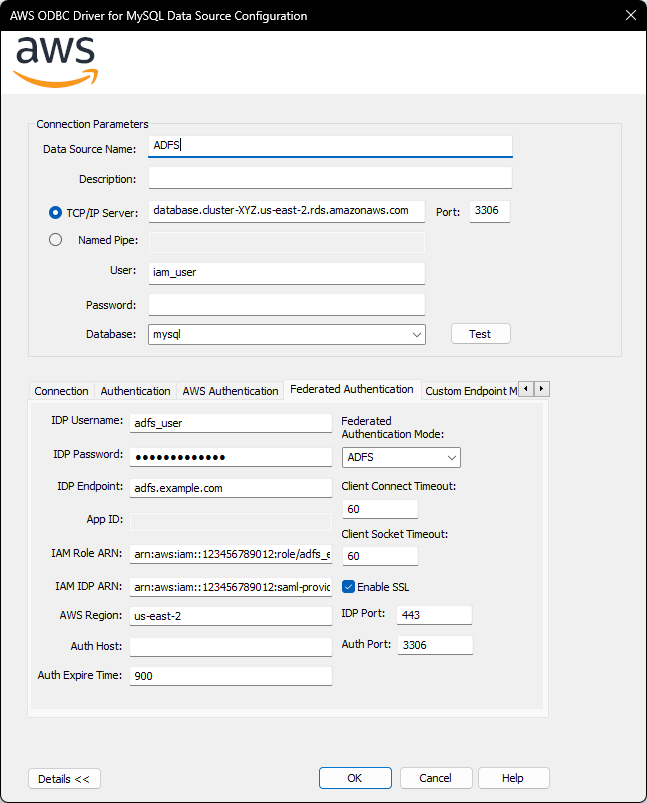 AWS ODBC Driver for MySQL Data Source Configuration
aws
Connection Parameters
Data Source Name: ADFS
Description:
TCP/IP Server: database.cluster-XYZ.us-east-2.rds.amazonaws.com Port: 3306
Named Pipe:
User: iam_user
Password:
Database: mysql Test
Connection Authentication AWS Authentication Federated Authentication Custom Endpoint M
IDP Username: adfs_user
Federated
Authentication Mode:
IDP Password: ●●●●●●●●●●●●● ADFS
IDP Endpoint: adfs.example.com
Client Connect Timeout:
60
App ID:
Client Socket Timeout:
IAM Role ARN: arn:aws:iam::123456789012:role/adfs_e 60
IAM IDP ARN: arn:aws:iam::123456789012:saml-provic Enable SSL
AWS Region: us-east-2 IDP Port: 443
Auth Host: Auth Port: 3306
Auth Expire Time: 900
Details << OK Cancel Help